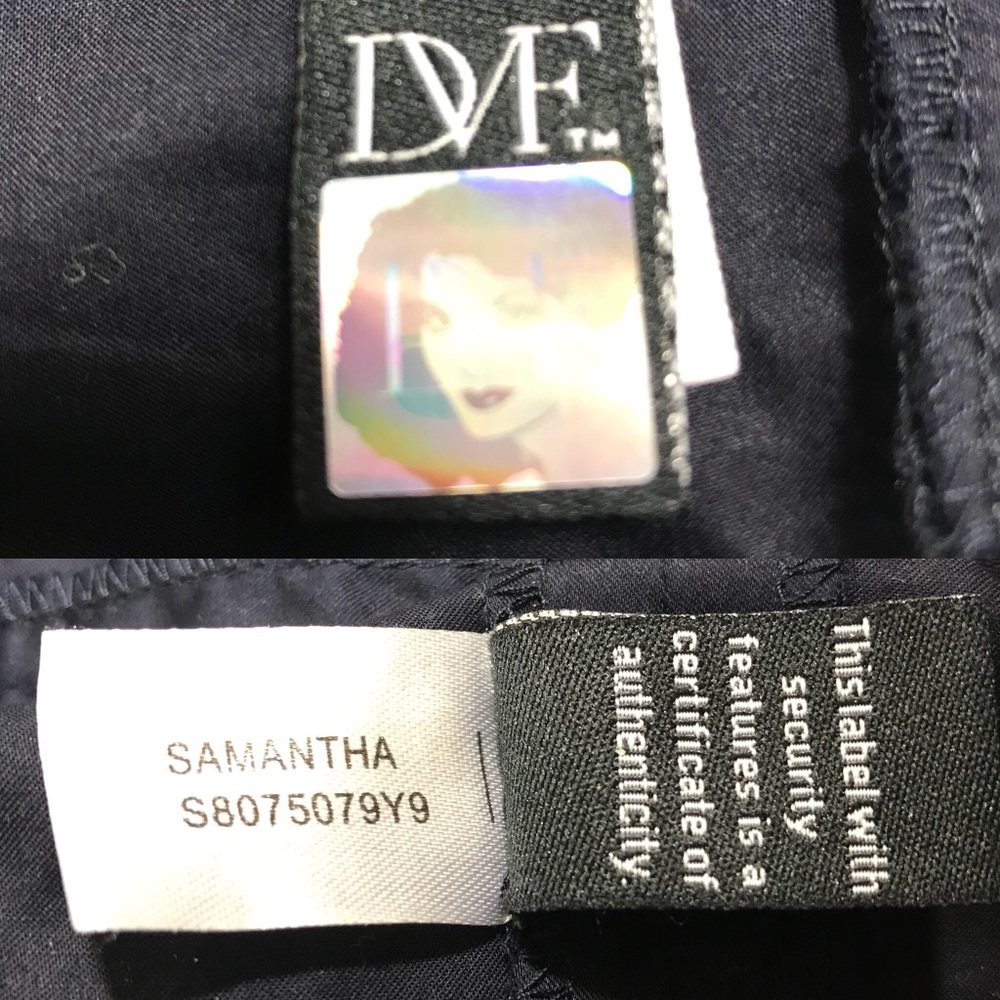 DVF™
SAMANTHA
S8075079Y9
This label with
security
features is a
certificate of
authenticity.